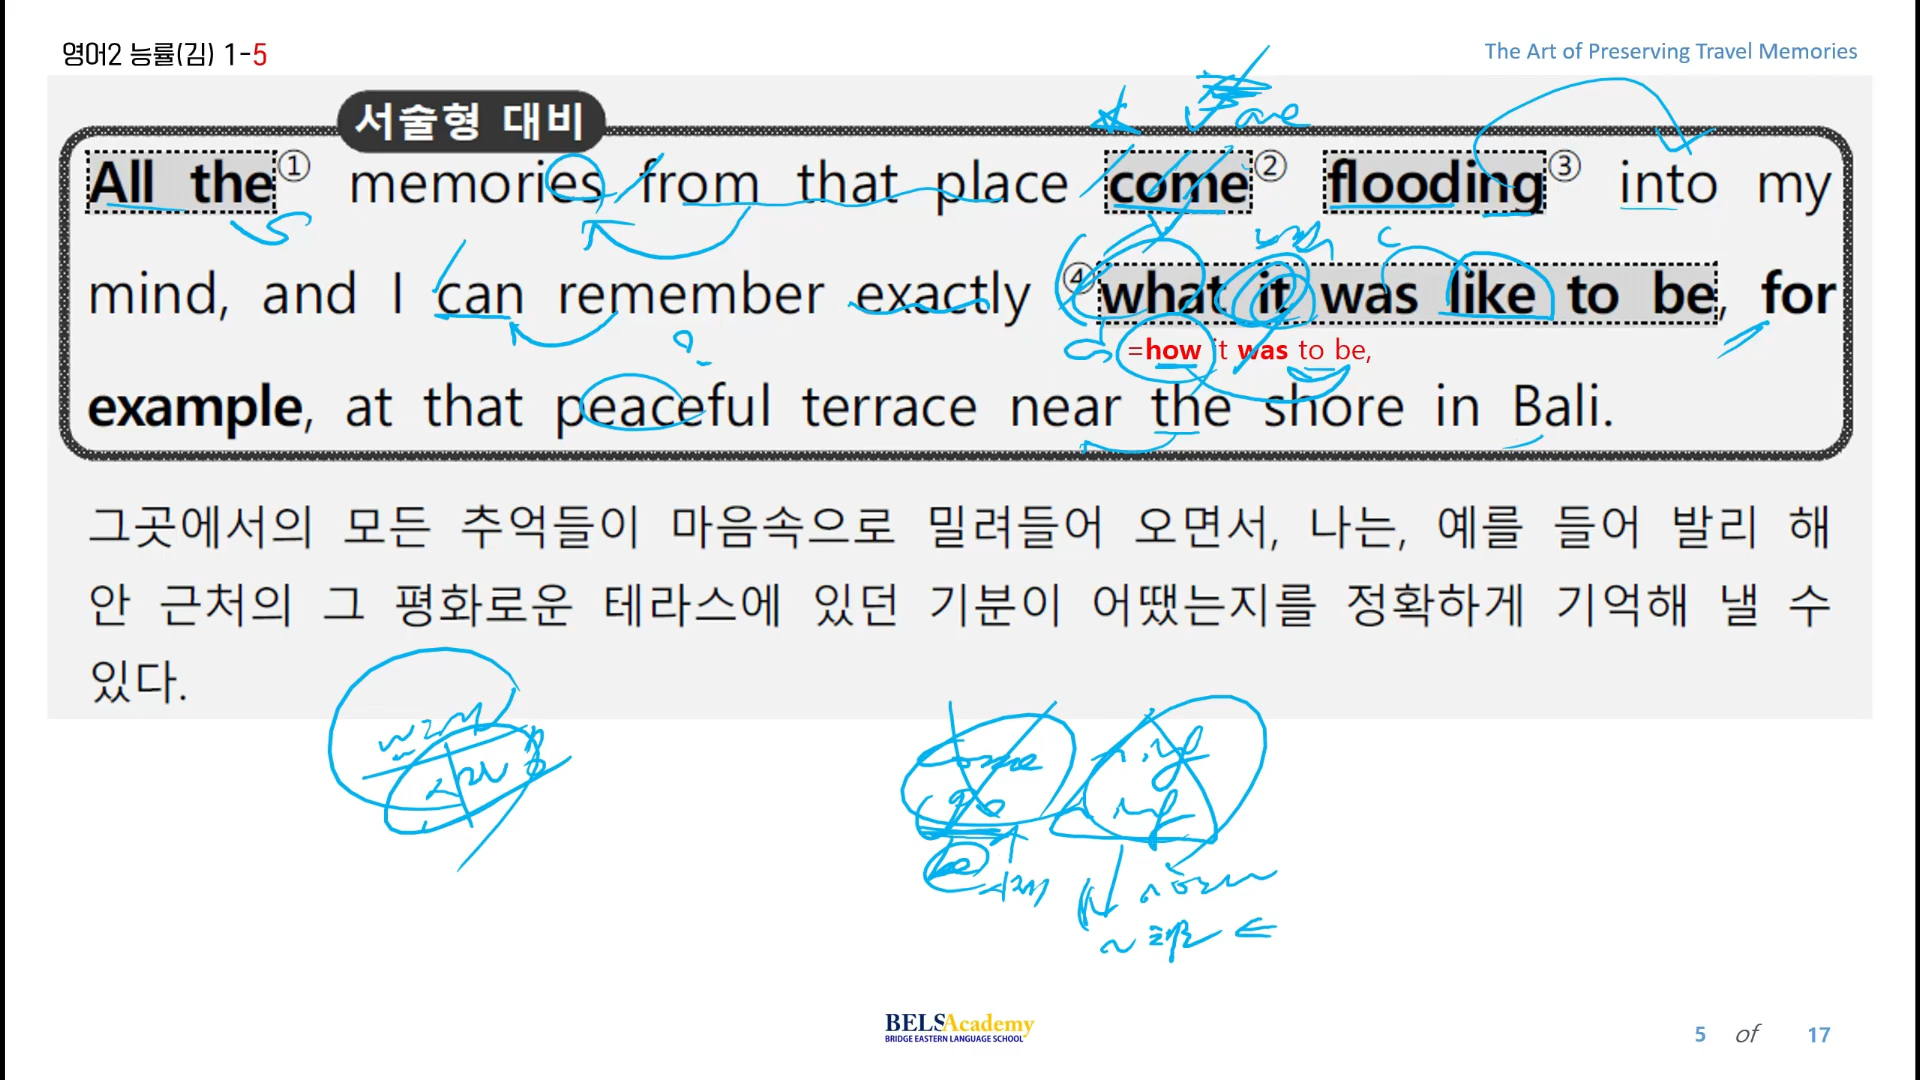 영어2 능률(김) 1-5
The Art of Preserving Travel Memories
서술형 대비
All the① memories from that place come② flooding③ into my
mind, and I can remember exactly ④what it was like to be, for
=how it was to be,
example, at that peaceful terrace near the shore in Bali.
그곳에서의 모든 추억들이 마음속으로 밀려들어 오면서, 나는, 예를 들어 발리 해
안 근처의 그 평화로운 테라스에 있던 기분이 어땠는지를 정확하게 기억해 낼 수
있다.
BELSAcademy
BRIDGE EASTERN LANGUAGE SCHOOL
5 of 17